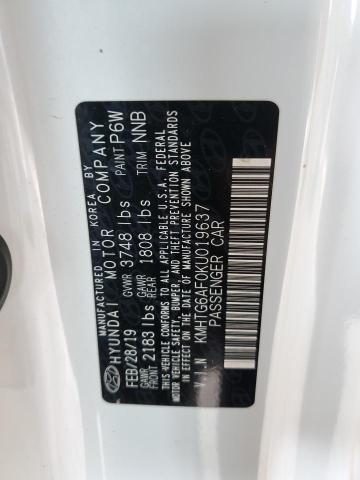 MANUFACTURED IN KOREA BY
HYUNDAI MOTOR COMPANY
FEB/28/19 GVWR 3748 lbs PAINT P6W
GAWR FRONT 2183 lbs GAWR REAR 1808 lbs TRIM NNB
THIS VEHICLE CONFORMS TO ALL APPLICABLE U.S.A. FEDERAL
MOTOR VEHICLE SAFETY, BUMPER, AND THEFT PREVENTION STANDARDS
IN EFFECT ON THE DATE OF MANUFACTURE SHOWN ABOVE.
V.I.N KMHTG6AF0KU019637
PASSENGER CAR